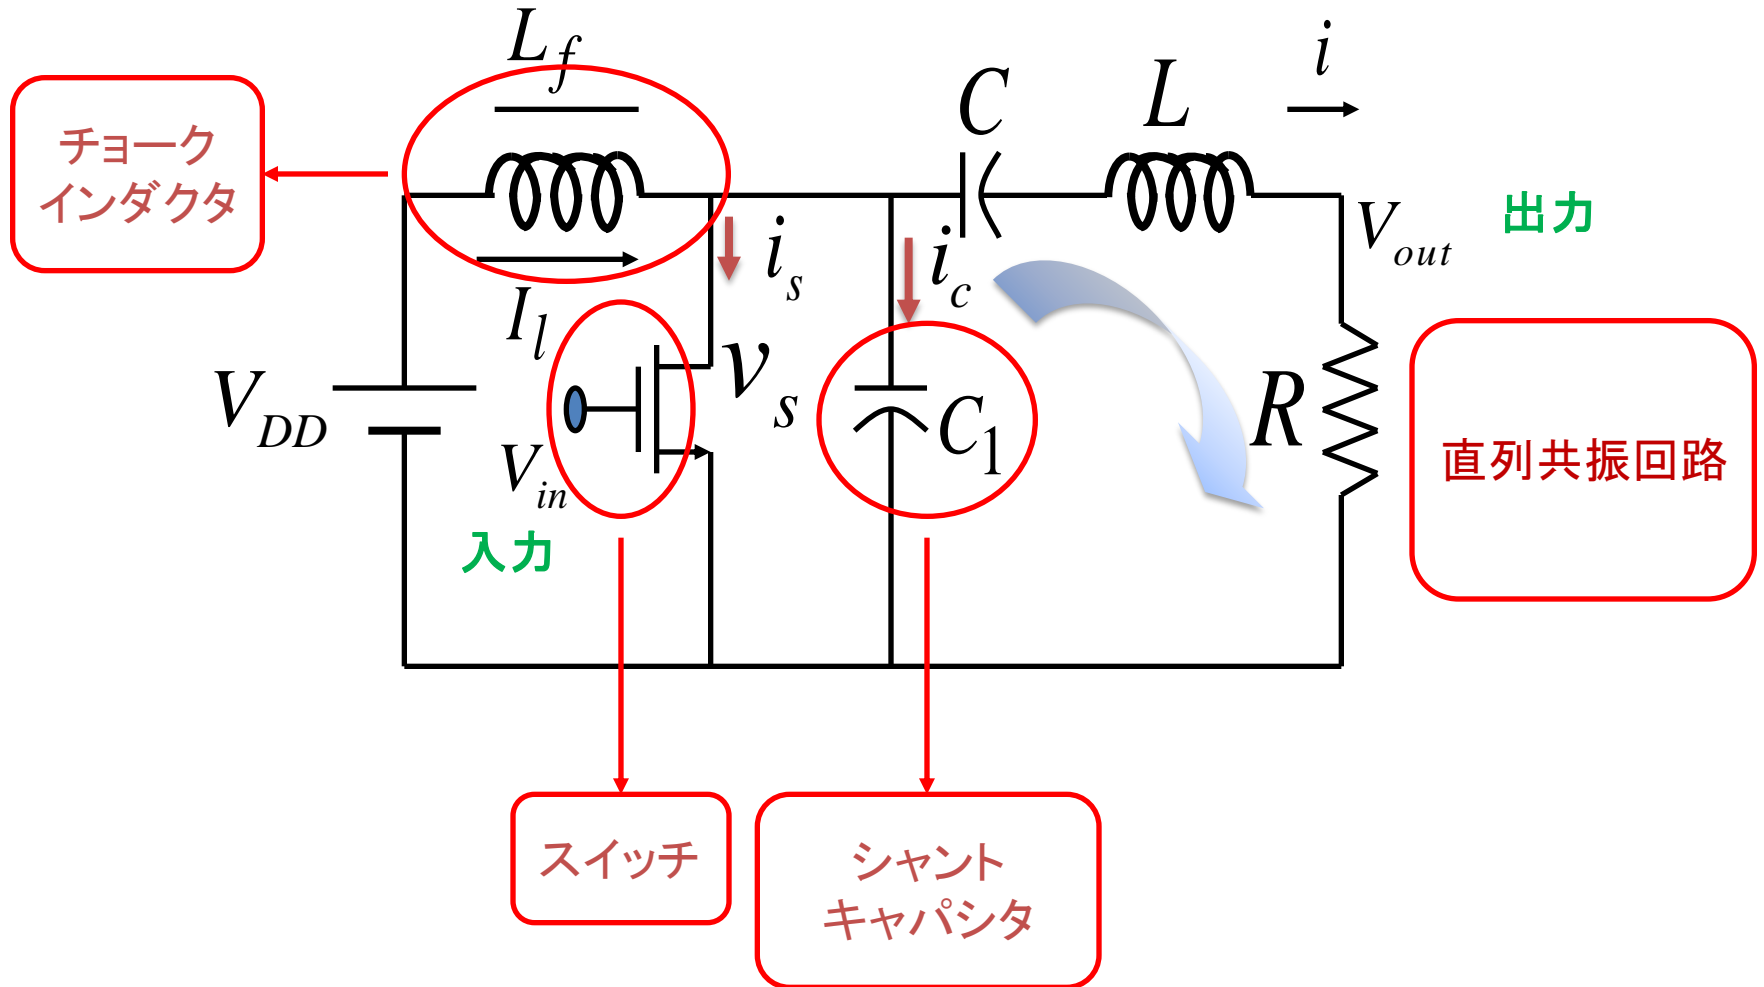 L_f
C
L
i
チョーク
インダクタ
i_s
i_c
V_out
出力
I_l
V_DD
v_s
C_1
R
V_in
入力
直列共振回路
スイッチ
シャント
キャパシタ